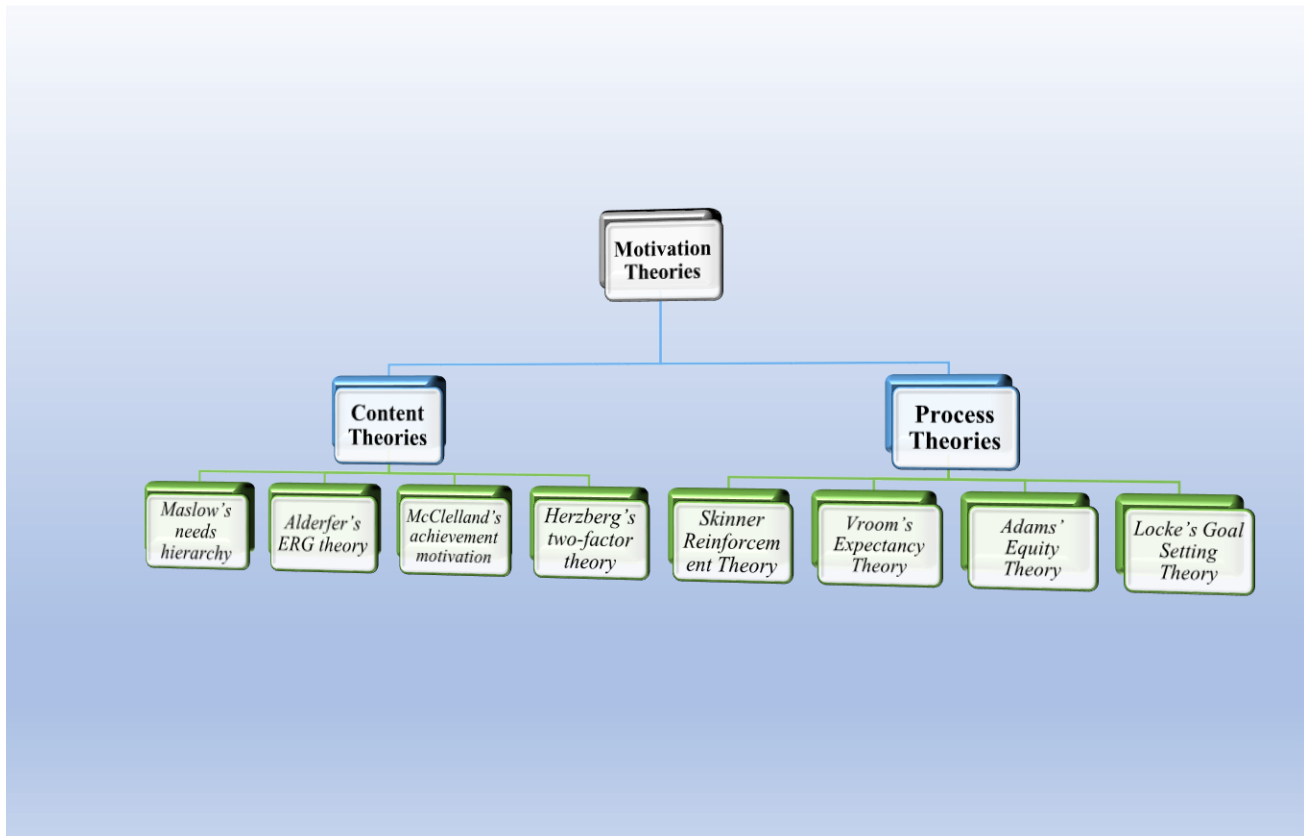 Motivation
Theories
Content
Theories
Process
Theories
Maslow's
needs
hierarchy
Alderfer's
ERG theory
McClelland's
achievement
motivation
Herzberg's
two-factor
theory
Skinner
Reinforcem
ent Theory
Vroom's
Expectancy
Theory
Adams'
Equity
Theory
Locke's Goal
Setting
Theory